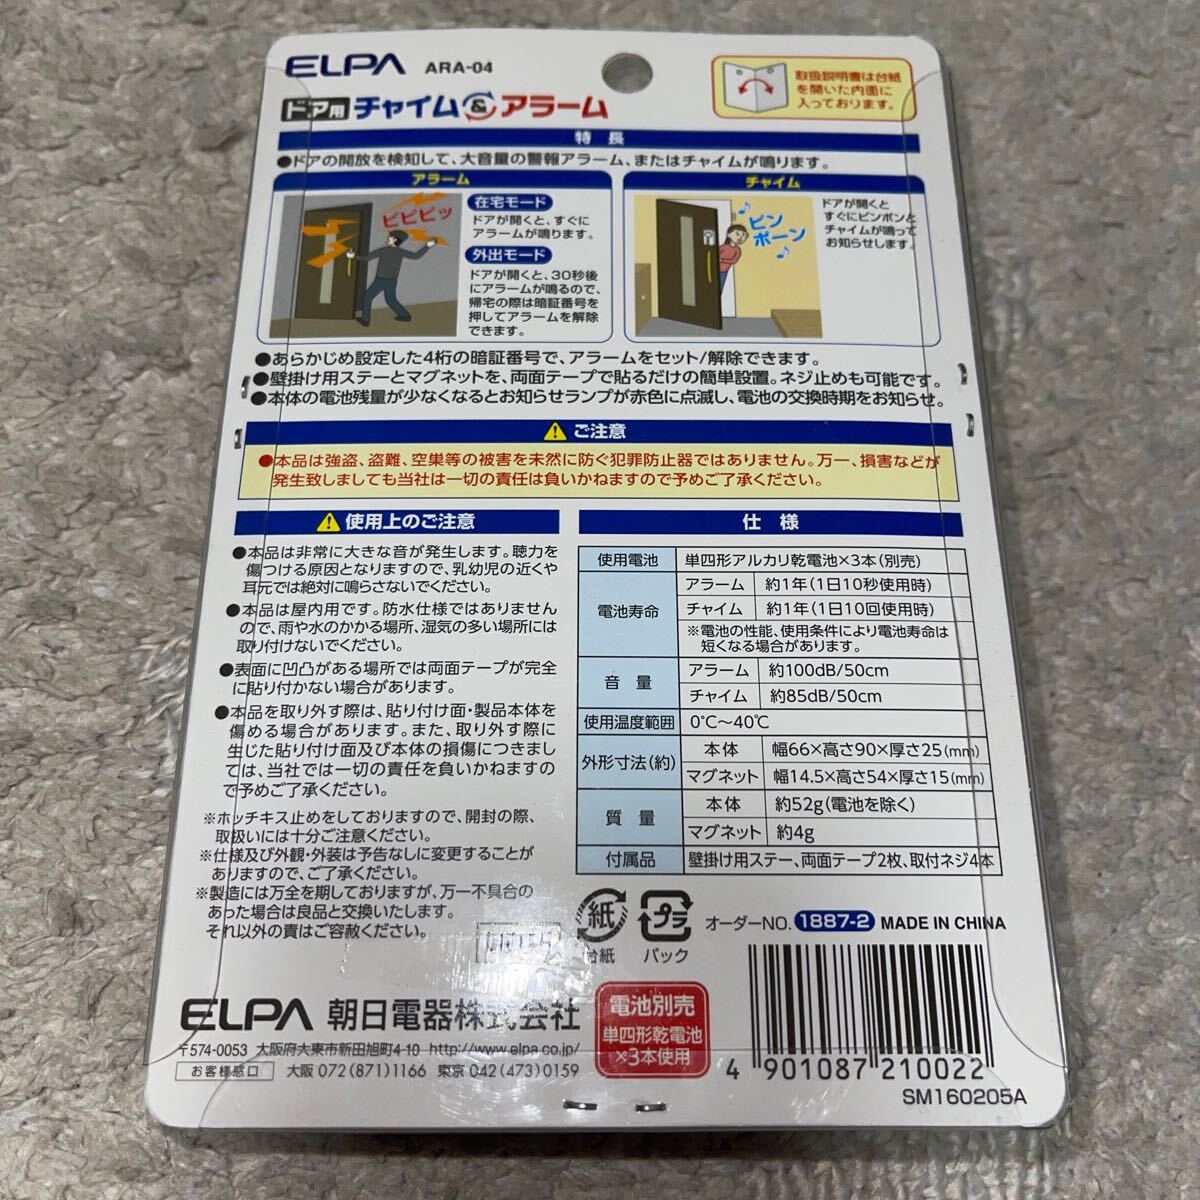 ELPA ARA-04
取扱説明書は台紙
を開いた内面に
入っております。
ドア用 チャイム&アラーム
特長
●ドアの開放を検知して、大音量の警報アラーム、またはチャイムが鳴ります。
アラーム
ビビビッ
在宅モード
ドアが開くと、すぐに
アラームが鳴ります。
外出モード
ドアが開くと、30秒後
にアラームが鳴るので、
帰宅の際は暗証番号を
押してアラームを解除
できます。
チャイム
ピン
ポーン
ドアが開くと
すぐにピンポンと
チャイムが鳴って
お知らせします。
●あらかじめ設定した4桁の暗証番号で、アラームをセット/解除できます。
●壁掛け用ステーとマグネットを、両面テープで貼るだけの簡単設置。ネジ止めも可能です。
●本体の電池残量が少なくなるとお知らせランプが赤色に点滅し、電池の交換時期をお知らせ。
ご注意
●本品は強盗、盗難、空巣等の被害を未然に防ぐ犯罪防止器ではありません。万一、損害などが
発生致しましても当社は一切の責任は負いかねますので予めご了承ください。
使用上のご注意
●本品は非常に大きな音が発生します。聴力を
傷つける原因となりますので、乳幼児の近くや
耳元では絶対に鳴らさないでください。
●本品は屋内用です。防水仕様ではありません
ので、雨や水のかかる場所、湿気の多い場所には
取り付けないでください。
●表面に凹凸がある場所では両面テープが完全
に貼り付かない場合があります。
●本品を取り外す際は、貼り付け面・製品本体を
傷める場合があります。また、取り外す際に
生じた貼り付け面及び本体の損傷につきまし
ては、当社では一切の責任を負いかねますの
で予めご了承ください。
※ホッチキス止めをしておりますので、開封の際、
取扱いには十分ご注意ください。
※仕様及び外観・外装は予告なしに変更することが
ありますので、ご了承ください。
※製造には万全を期しておりますが、万一不具合の
あった場合は良品と交換いたします。
それ以外の責はご容赦ください。
仕様
使用電池 単四形アルカリ乾電池×3本(別売)
電池寿命 アラーム 約1年(1日10秒使用時)
チャイム 約1年(1日10回使用時)
※電池の性能、使用条件により電池寿命は
短くなる場合があります。
音量 アラーム 約100dB/50cm
チャイム 約85dB/50cm
使用温度範囲 0℃~40℃
外形寸法(約) 本体 幅66×高さ90×厚さ25(mm)
マグネット 幅14.5×高さ54×厚さ15(mm)
質量 本体 約52g(電池を除く)
マグネット 約4g
付属品 壁掛け用ステー、両面テープ2枚、取付ネジ4本
紙
台紙
プラ
パック
オーダーNO. 1887-2 MADE IN CHINA
ELPA 朝日電器株式会社
〒574-0053 大阪府大東市新田旭町4-10 http://www.elpa.co.jp/
お客様窓口 大阪 072(871)1166 東京 042(473)0159
電池別売
単四形乾電池
×3本使用
4 901087 210022
SM160205A